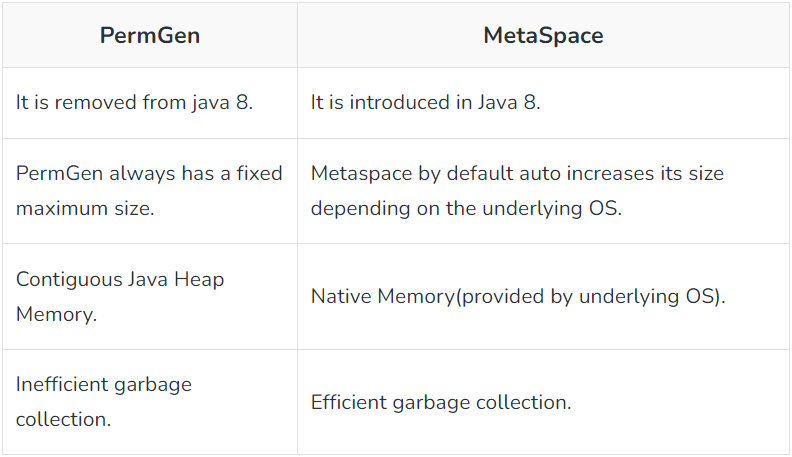 PermGen
MetaSpace
It is removed from java 8.
It is introduced in Java 8.
PermGen always has a fixed
maximum size.
Metaspace by default auto increases its size
depending on the underlying OS.
Contiguous Java Heap
Memory.
Native Memory(provided by underlying OS).
Inefficient garbage
collection.
Efficient garbage collection.